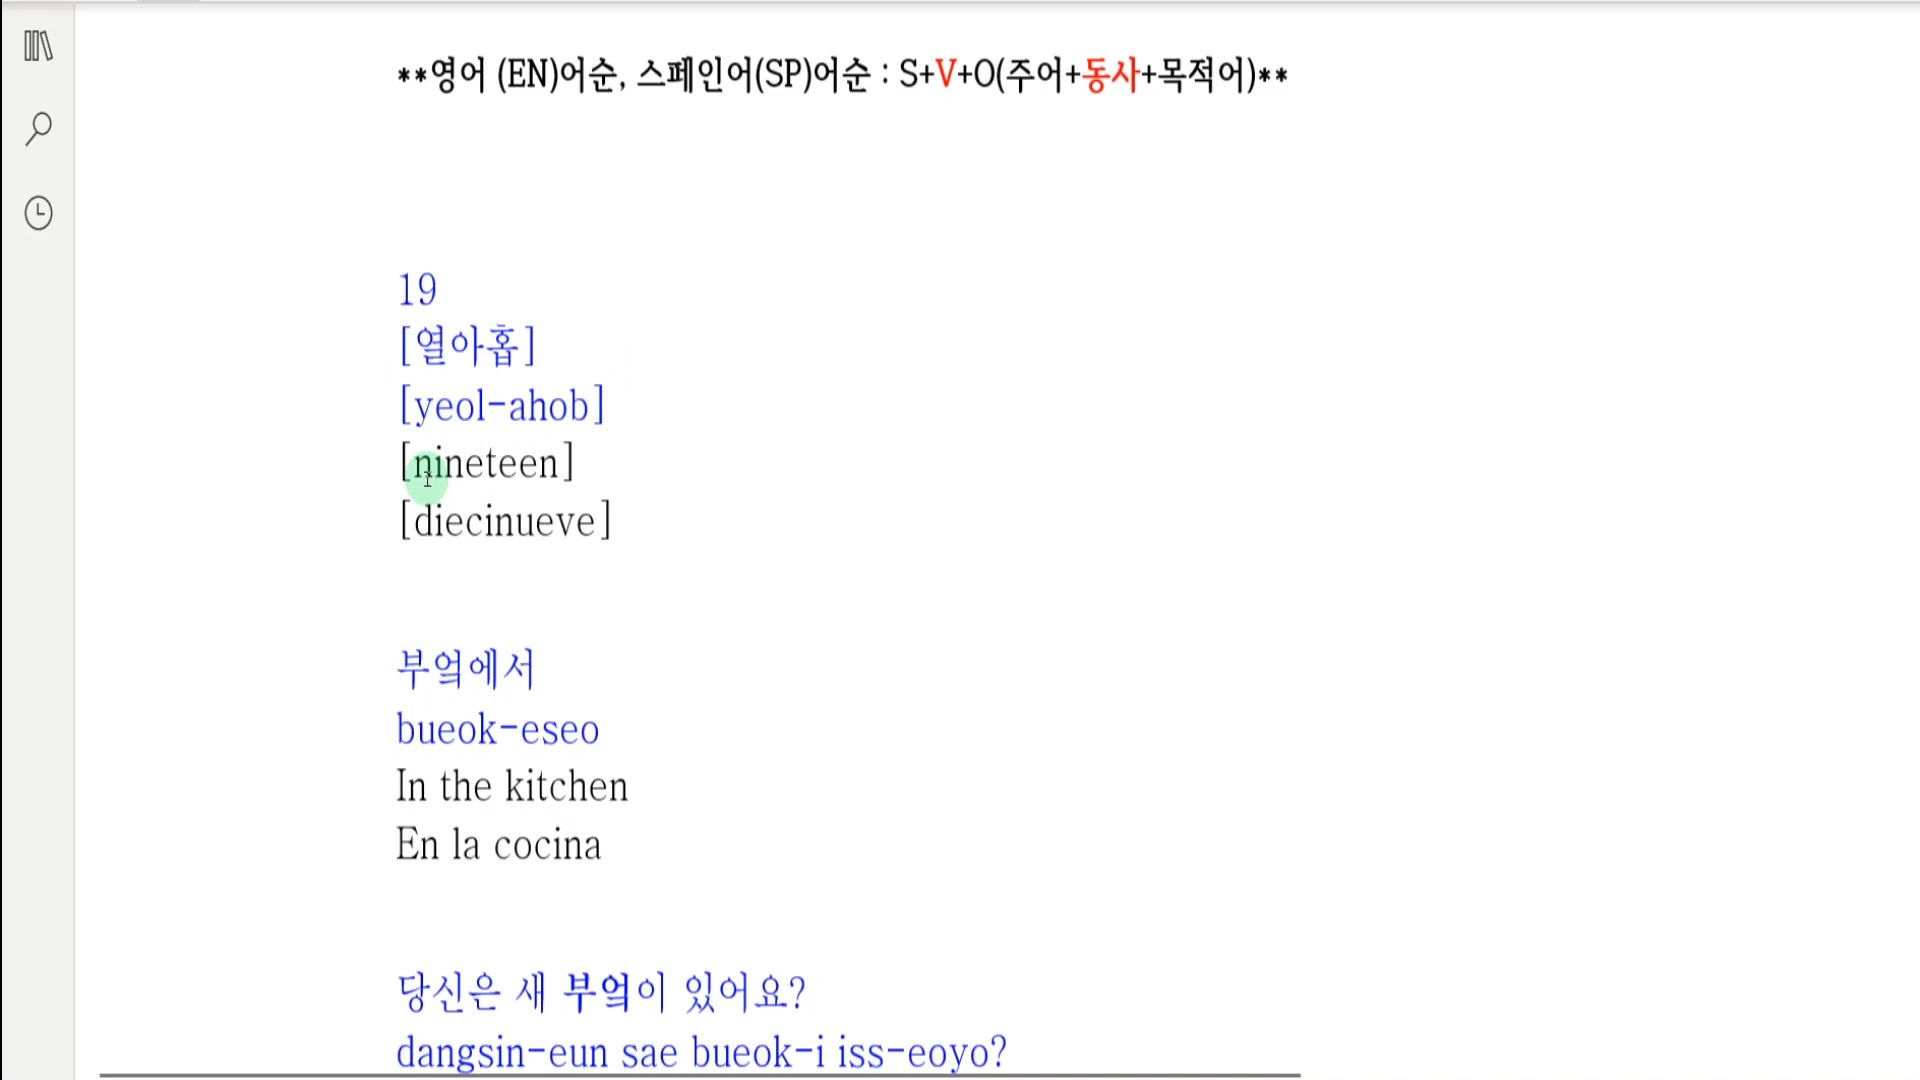 **영어 (EN)어순, 스페인어(SP)어순 : S+V+O(주어+동사+목적어)**
19
[열아홉]
[yeol-ahob]
[nineteen]
[diecinueve]
부엌에서
bueok-eseo
In the kitchen
En la cocina
당신은 새 부엌이 있어요?
dangsin-eun sae bueok-i iss-eoyo?